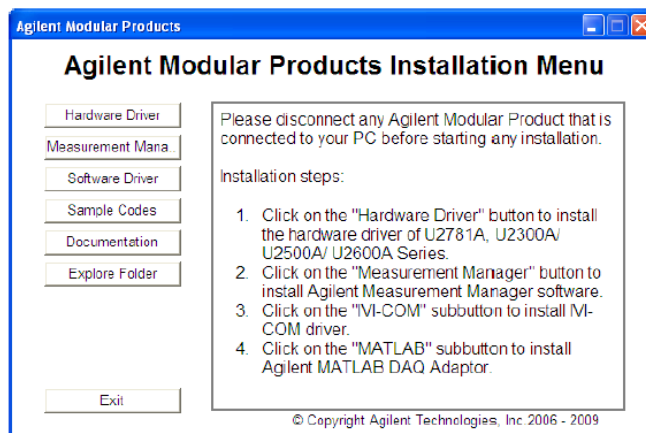 Agilent Modular Products
Agilent Modular Products Installation Menu
Hardware Driver
Measurement Mana..
Software Driver
Sample Codes
Documentation
Explore Folder
Exit
Please disconnect any Agilent Modular Product that is
connected to your PC before starting any installation.
Installation steps:
1. Click on the "Hardware Driver" button to install
the hardware driver of U2781A, U2300A/
U2500A/ U2600A Series.
2. Click on the "Measurement Manager" button to
install Agilent Measurement Manager software.
3. Click on the "IVI-COM" subbutton to install IVI-
COM driver.
4. Click on the "MATLAB" subbutton to install
Agilent MATLAB DAQ Adaptor.
© Copyright Agilent Technologies, Inc.2006 - 2009